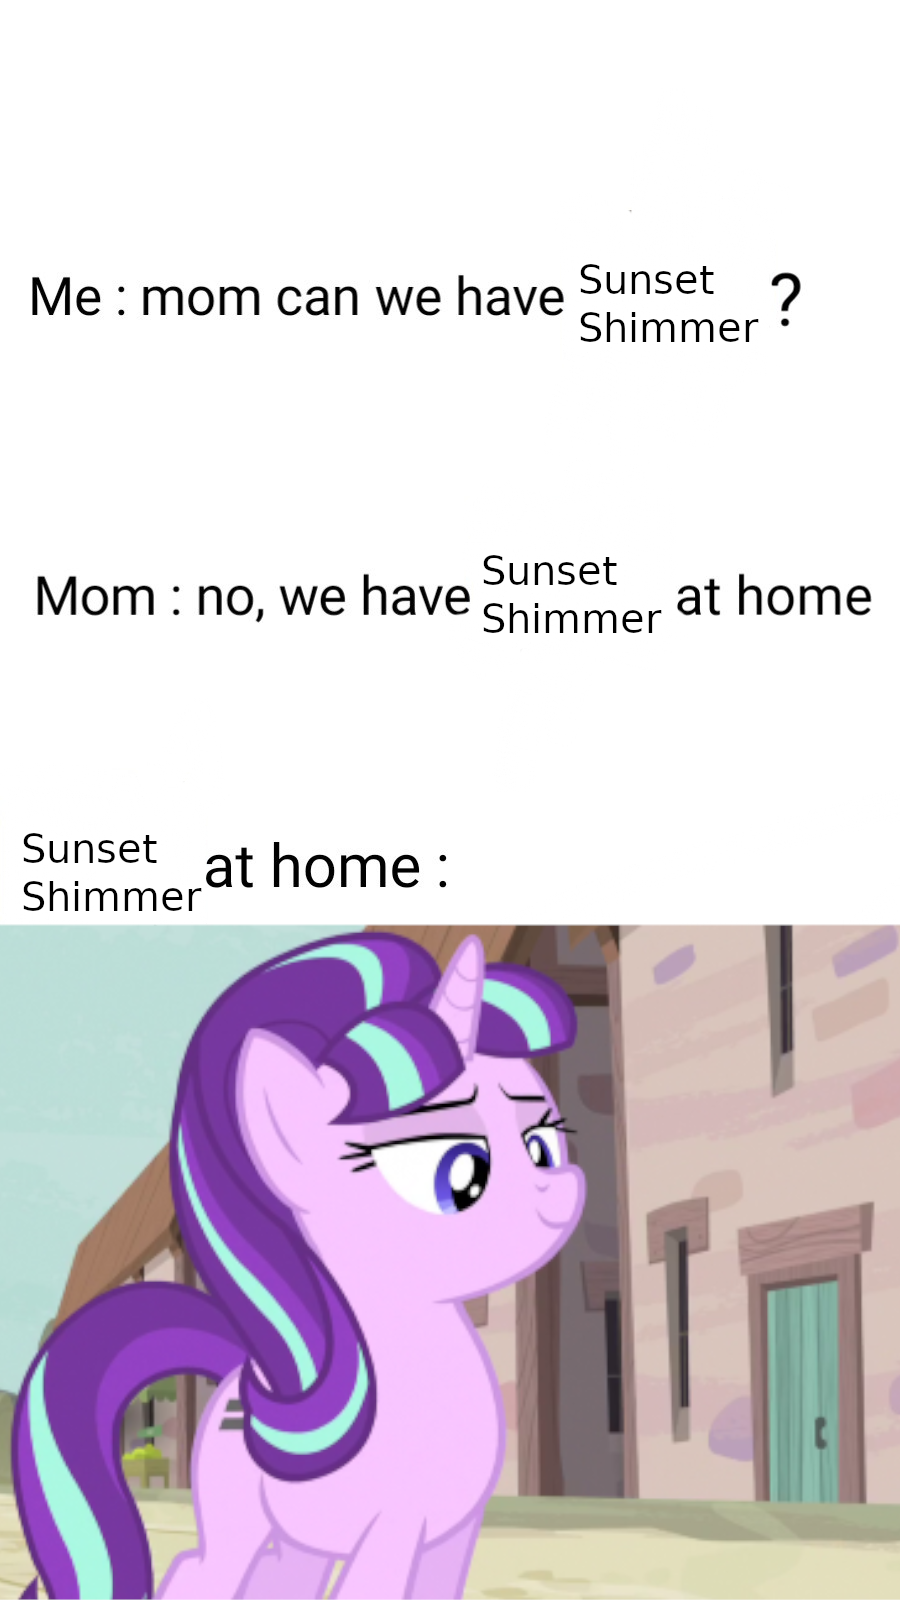 Me : mom can we have Sunset Shimmer ?
Mom : no, we have Sunset Shimmer at home
Sunset Shimmer at home :